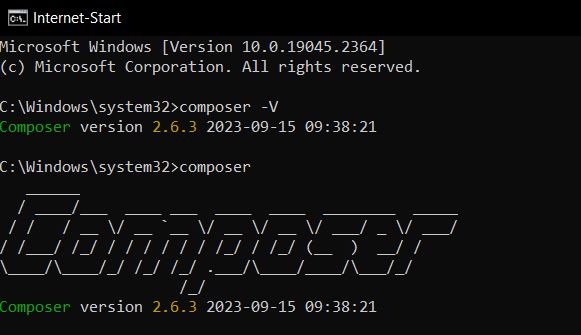 Internet-Start
Microsoft Windows [Version 10.0.19045.2364]
(c) Microsoft Corporation. All rights reserved.
C:\Windows\system32>composer -V
Composer version 2.6.3 2023-09-15 09:38:21
C:\Windows\system32>composer
Composer
Composer version 2.6.3 2023-09-15 09:38:21